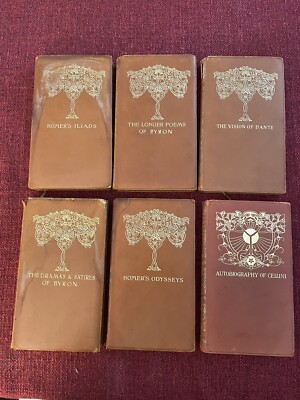 HOMER'S ILIADS
THE LONGER POEMS
OF BYRON
THE VISION OF DANTE
THE DRAMAS & SATIRES
OF BYRON
HOMER'S ODYSSEYS
AUTOBIOGRAPHY OF CELLINI